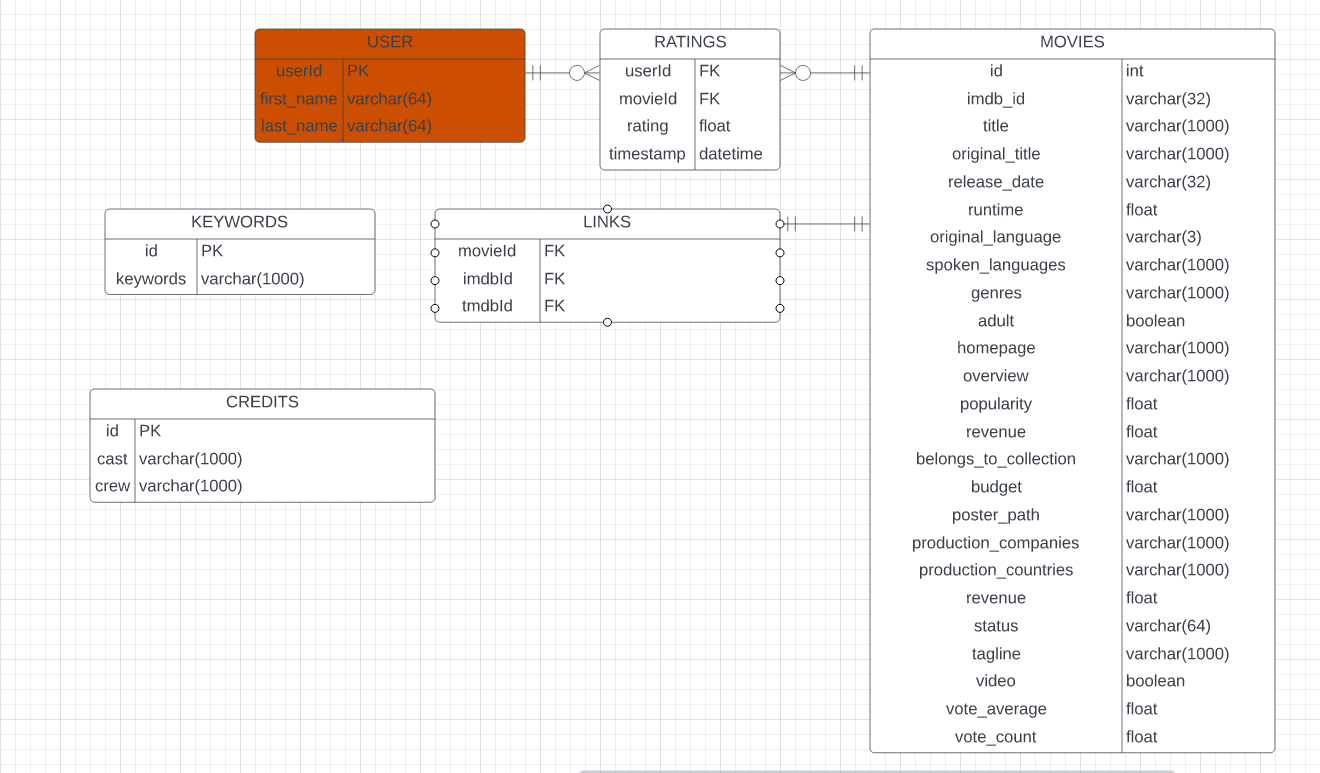 USER
userId PK
first_name varchar(64)
last_name varchar(64)
RATINGS
userId FK
movieId FK
rating float
timestamp datetime
MOVIES
id int
imdb_id varchar(32)
title varchar(1000)
original_title varchar(1000)
release_date varchar(32)
runtime float
original_language varchar(3)
spoken_languages varchar(1000)
genres varchar(1000)
adult boolean
homepage varchar(1000)
overview varchar(1000)
popularity float
revenue float
belongs_to_collection varchar(1000)
budget float
poster_path varchar(1000)
production_companies varchar(1000)
production_countries varchar(1000)
revenue float
status varchar(64)
tagline varchar(1000)
video boolean
vote_average float
vote_count float
KEYWORDS
id PK
keywords varchar(1000)
LINKS
movieId FK
imdbId FK
tmdbId FK
CREDITS
id PK
cast varchar(1000)
crew varchar(1000)